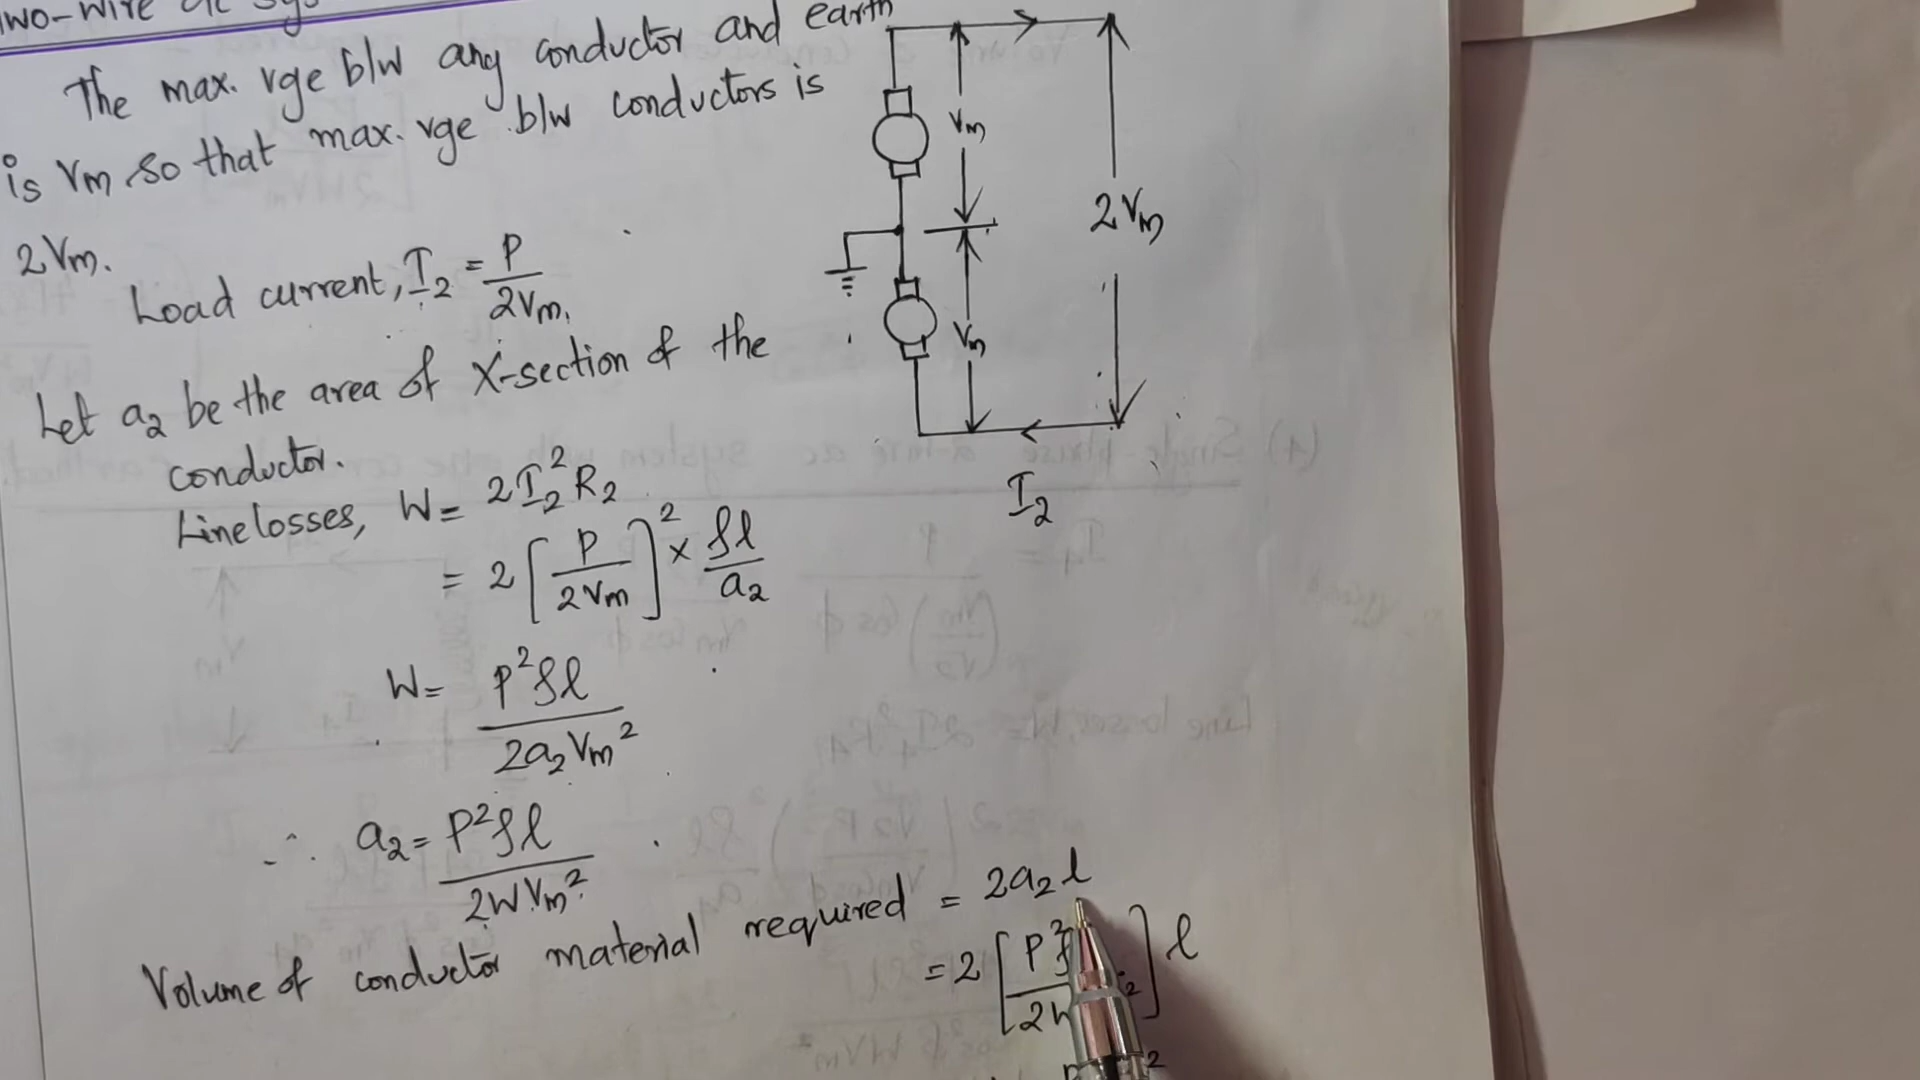 Two-wire dc sys
The max. vge b/w any conductor and earth
is Vm so that max. vge b/w conductors is
2Vm.
Load current, I₂ = P / 2Vm.
Let a₂ be the area of X-section of the
conductor.
Line losses, W = 2I₂²R₂
= 2 [P / 2Vm]² × ρl / a₂
W = P²ρl / 2a₂Vm²
∴ a₂ = P²ρl / 2WVm²
Volume of conductor material required = 2a₂l
= 2 [P²ρ / 2W ²] l
Vm
Vm
2Vm
I₂